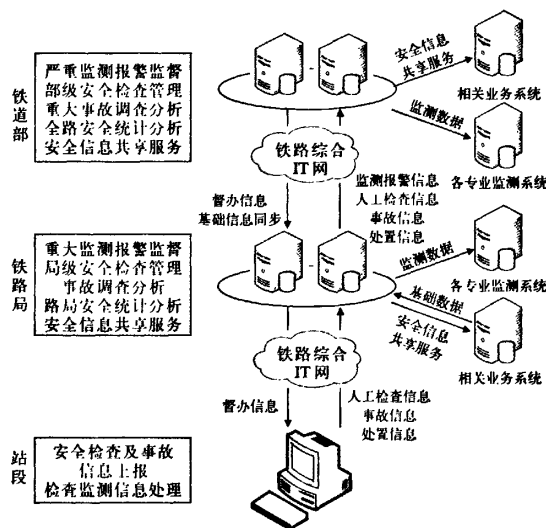 铁道部
严重监测报警监督
部级安全检查管理
重大事故调查分析
全路安全统计分析
安全信息共享服务
安全信息
共享服务
相关业务系统
监测数据
各专业监测系统
铁路综合
IT网
督办信息
基础信息同步
监测报警信息
人工检查信息
事故信息
处置信息
铁路局
重大监测报警监督
局级安全检查管理
事故调查分析
路局安全统计分析
安全信息共享服务
监测数据
各专业监测系统
基础数据
安全信息
共享服务
相关业务系统
铁路综合
IT网
督办信息
人工检查信息
事故信息
处置信息
站段
安全检查及事故
信息上报
检查监测信息处理